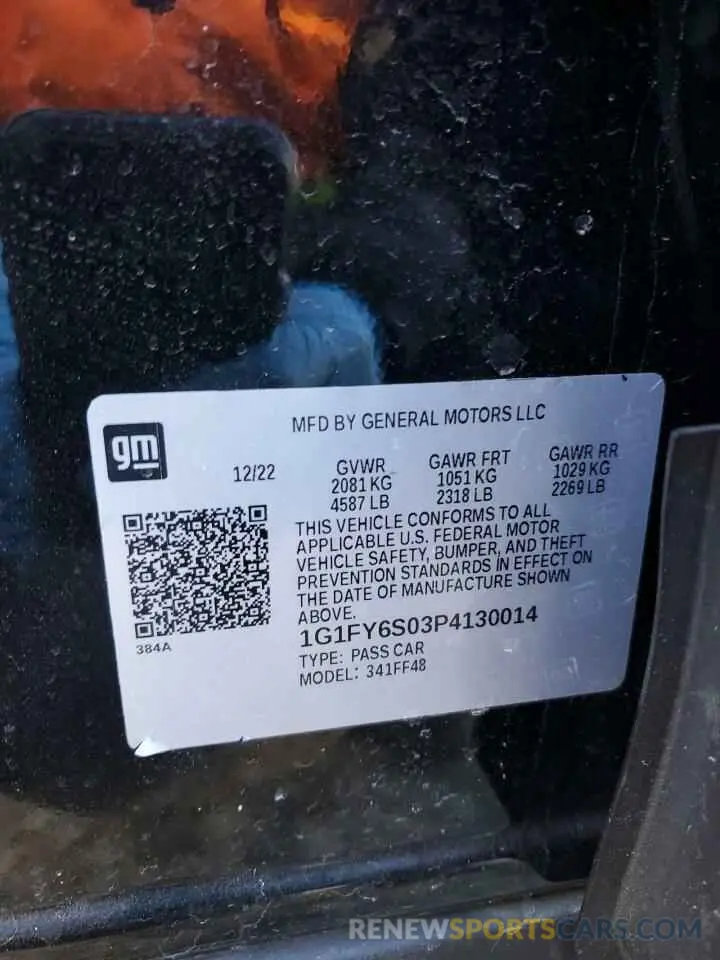 MFD BY GENERAL MOTORS LLC
gm
12/22
GVWR
2081 KG
4587 LB
GAWR FRT
1051 KG
2318 LB
GAWR RR
1029 KG
2269 LB
THIS VEHICLE CONFORMS TO ALL
APPLICABLE U.S. FEDERAL MOTOR
VEHICLE SAFETY, BUMPER, AND THEFT
PREVENTION STANDARDS IN EFFECT ON
THE DATE OF MANUFACTURE SHOWN
ABOVE.
384A
1G1FY6S03P4130014
TYPE: PASS CAR
MODEL: 341FF48
RENEWSPORTSCARS.COM